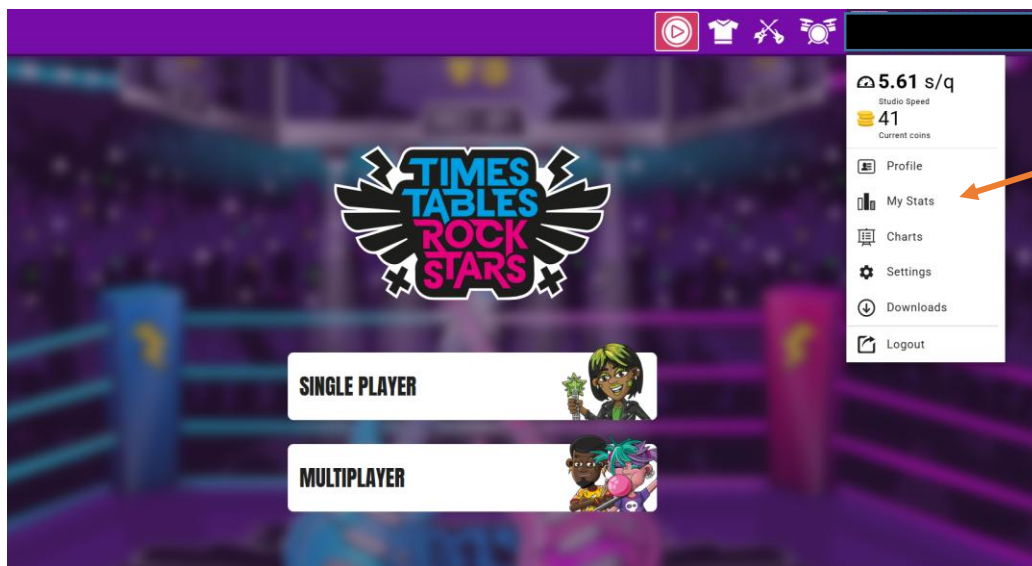 5.61 s/q
Studio Speed
41
Current coins
Profile
My Stats
Charts
Settings
Downloads
Logout
TIMES
TABLES
ROCK
STARS
SINGLE PLAYER
MULTIPLAYER